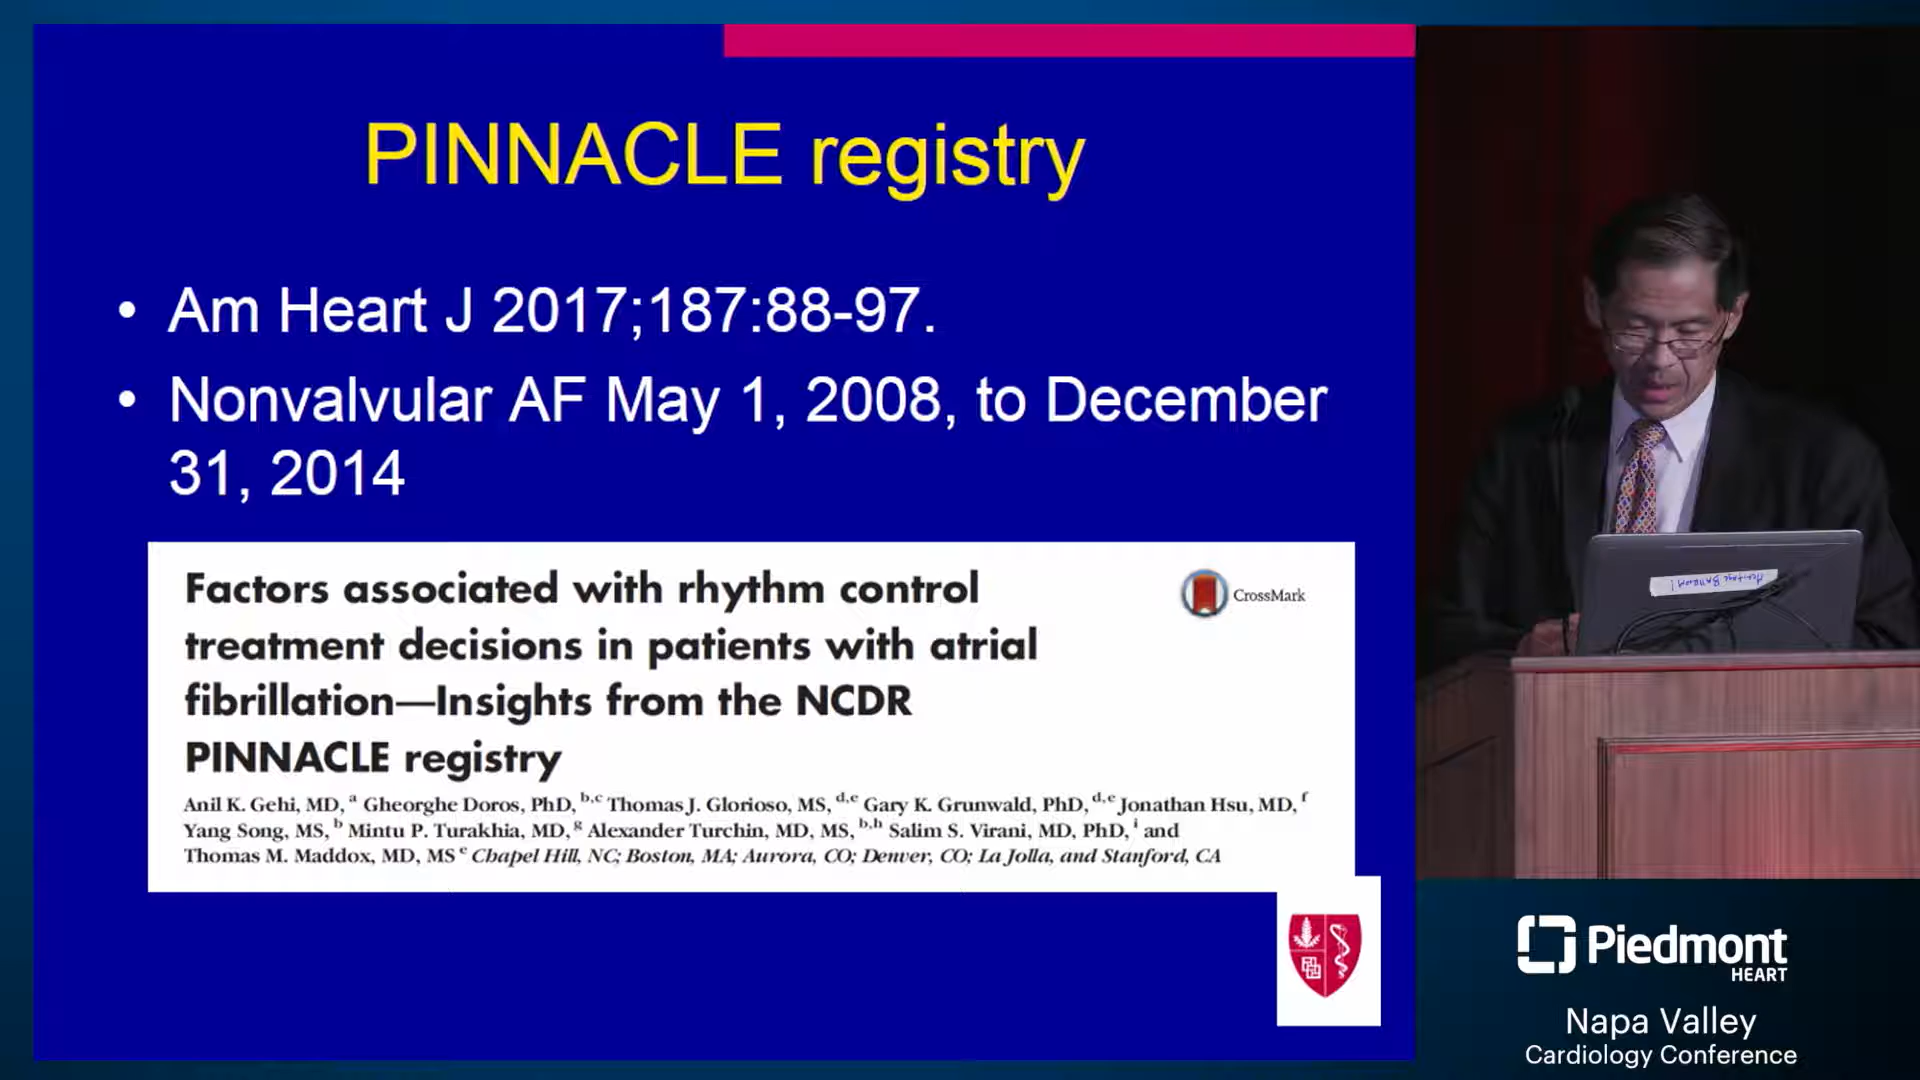 PINNACLE registry
• Am Heart J 2017;187:88-97.
• Nonvalvular AF May 1, 2008, to December
31, 2014
Factors associated with rhythm control
treatment decisions in patients with atrial
fibrillation—Insights from the NCDR
PINNACLE registry
CrossMark
Anil K. Gehi, MD, a Gheorghe Doros, PhD, b,c Thomas J. Glorioso, MS, d,e Gary K. Grunwald, PhD, d,e Jonathan Hsu, MD, f
Yang Song, MS, b Mintu P. Turakhia, MD, g Alexander Turchin, MD, MS, b,h Salim S. Virani, MD, PhD, i and
Thomas M. Maddox, MD, MS e Chapel Hill, NC; Boston, MA; Aurora, CO; Denver, CO; La Jolla, and Stanford, CA
Piedmont
HEART
Napa Valley
Cardiology Conference